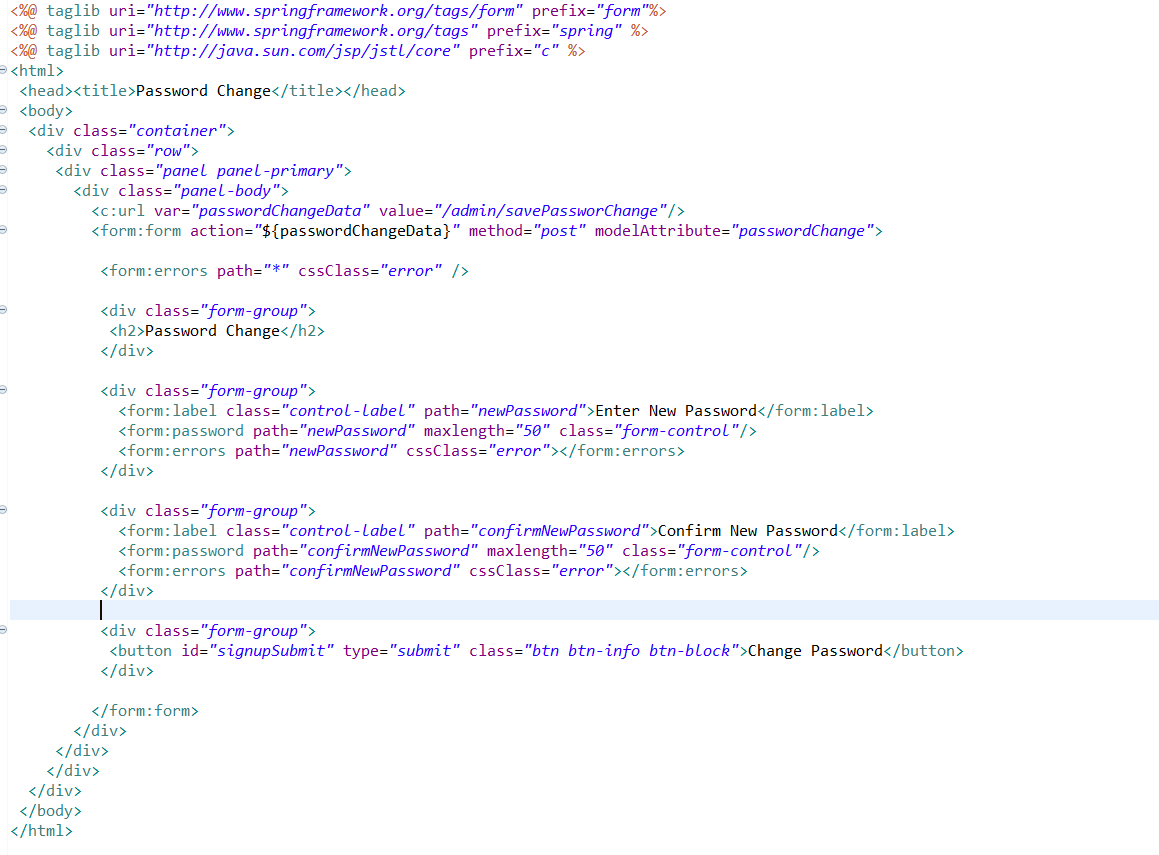 <%@ taglib uri="http://www.springframework.org/tags/form" prefix="form"%>
<%@ taglib uri="http://www.springframework.org/tags" prefix="spring" %>
<%@ taglib uri="http://java.sun.com/jsp/jstl/core" prefix="c" %>
<html>
 <head><title>Password Change</title></head>
 <body>
  <div class="container">
    <div class="row">
     <div class="panel panel-primary">
       <div class="panel-body">
         <c:url var="passwordChangeData" value="/admin/savePassworChange"/>
         <form:form action="${passwordChangeData}" method="post" modelAttribute="passwordChange">
          <form:errors path="*" cssClass="error" />
          <div class="form-group">
           <h2>Password Change</h2>
          </div>
          <div class="form-group">
            <form:label class="control-label" path="newPassword">Enter New Password</form:label>
            <form:password path="newPassword" maxlength="50" class="form-control"/>
            <form:errors path="newPassword" cssClass="error"></form:errors>
          </div>
          <div class="form-group">
            <form:label class="control-label" path="confirmNewPassword">Confirm New Password</form:label>
            <form:password path="confirmNewPassword" maxlength="50" class="form-control"/>
            <form:errors path="confirmNewPassword" cssClass="error"></form:errors>
          </div>
          <div class="form-group">
           <button id="signupSubmit" type="submit" class="btn btn-info btn-block">Change Password</button>
          </div>
         </form:form>
       </div>
     </div>
    </div>
  </div>
 </body>
</html>